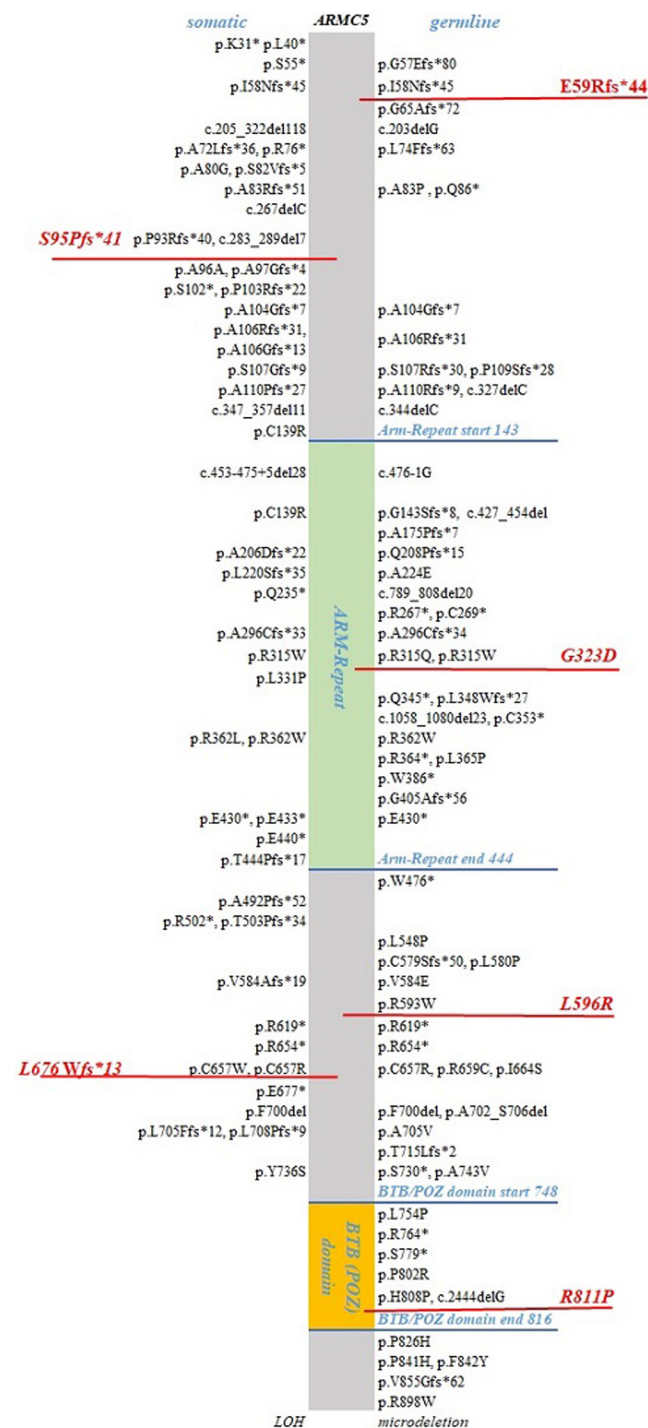 somatic ARMC5 germline
p.K31* p.L40*
p.S55* p.G57Efs*80
p.I58Nfs*45 p.I58Nfs*45 E59Rfs*44
p.G65Afs*72
c.205_322del118 c.203delG
p.A72Lfs*36, p.R76* p.L74Ffs*63
p.A80G, p.S82Vfs*5
p.A83Rfs*51 p.A83P , p.Q86*
c.267delC
S95Pfs*41 p.P93Rfs*40, c.283_289del7
p.A96A, p.A97Gfs*4
p.S102*, p.P103Rfs*22
p.A104Gfs*7 p.A104Gfs*7
p.A106Rfs*31,
p.A106Rfs*31
p.A106Gfs*13
p.S107Gfs*9 p.S107Rfs*30, p.P109Sfs*28
p.A110Pfs*27 p.A110Rfs*9, c.327delC
c.347_357del11 c.344delC
p.C139R Arm-Repeat start 143
c.453-475+5del28 c.476-1G
p.C139R p.G143Sfs*8, c.427_454del
p.A175Pfs*7
p.A206Dfs*22 p.Q208Pfs*15
p.L220Sfs*35 p.A224E
p.Q235* c.789_808del20
p.R267*, p.C269*
ARM-Repeat
p.A296Cfs*33 p.A296Cfs*34
p.R315W p.R315Q, p.R315W G323D
p.L331P
p.Q345*, p.L348Wfs*27
c.1058_1080del23, p.C353*
p.R362L, p.R362W p.R362W
p.R364*, p.L365P
p.W386*
p.G405Afs*56
p.E430*, p.E433* p.E430*
p.E440*
p.T444Pfs*17 Arm-Repeat end 444
p.W476*
p.A492Pfs*52
p.R502*, p.T503Pfs*34
p.L548P
p.C579Sfs*50, p.L580P
p.V584Afs*19 p.V584E
p.R593W L596R
p.R619* p.R619*
p.R654* p.R654*
L676Wfs*13 p.C657W, p.C657R p.C657R, p.R659C, p.I664S
p.E677*
p.F700del p.F700del, p.A702_S706del
p.L705Ffs*12, p.L708Pfs*9 p.A705V
p.T715Lfs*2
p.Y736S p.S730*, p.A743V
BTB/POZ domain start 748
p.L754P
p.R764*
BTB (POZ)
domain
p.S779*
p.P802R
p.H808P, c.2444delG R811P
BTB/POZ domain end 816
p.P826H
p.P841H, p.F842Y
p.V855Gfs*62
p.R898W
LOH microdeletion